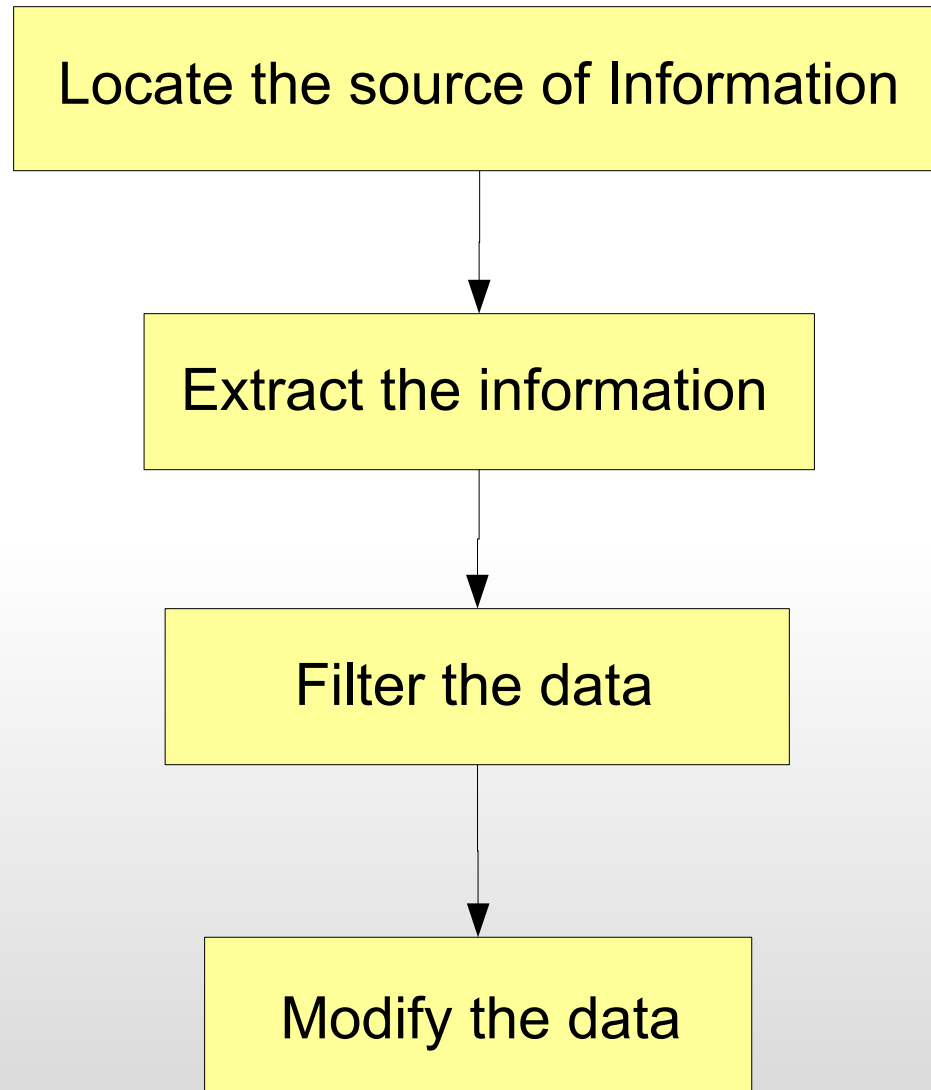 Locate the source of Information
Extract the information
Filter the data
Modify the data